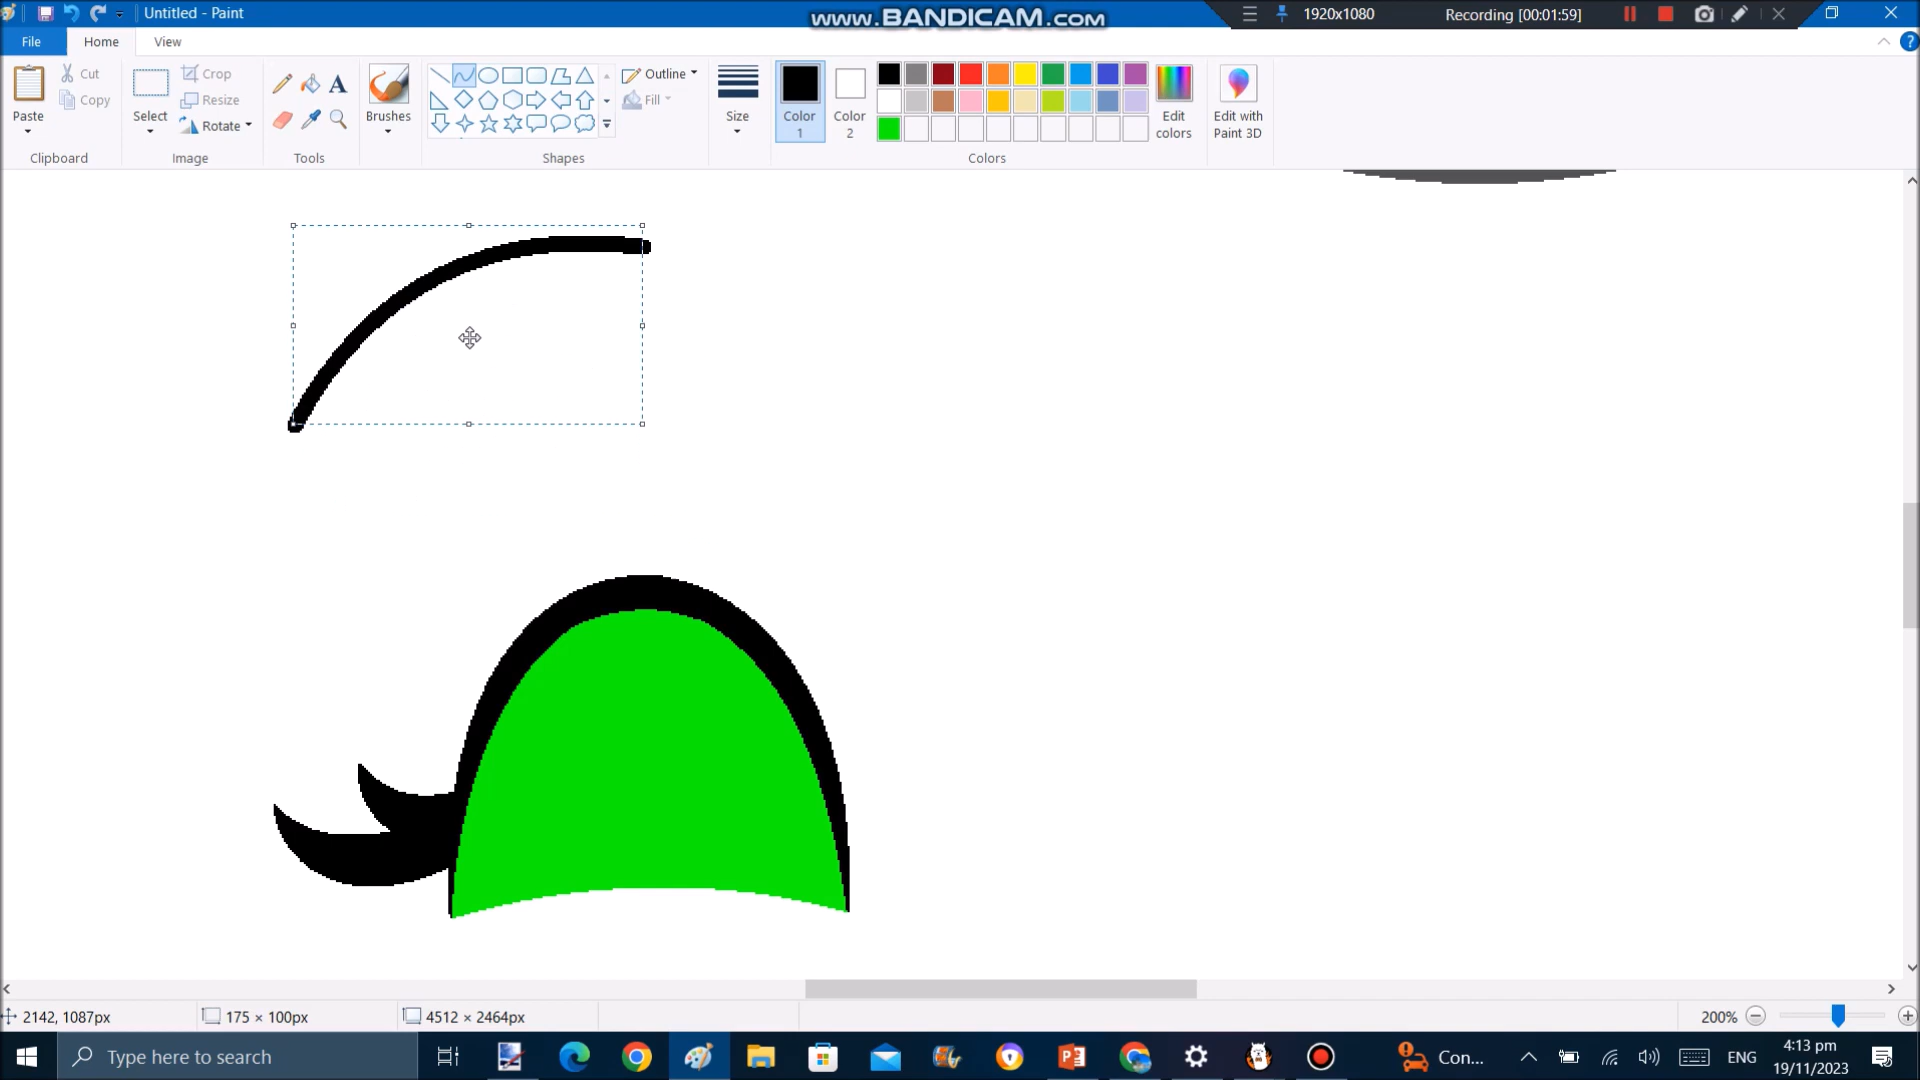 Untitled - Paint
www.BANDICAM.com
1920x1080
Recording [00:01:59]
File
Home
View
Paste
Cut
Copy
Clipboard
Select
Crop
Resize
Rotate
Image
Tools
Brushes
Outline
Fill
Shapes
Size
Color
1
Color
2
Edit
colors
Colors
Edit with
Paint 3D
2142, 1087px
175 × 100px
4512 × 2464px
200%
Type here to search
Con...
ENG
4:13 pm
19/11/2023